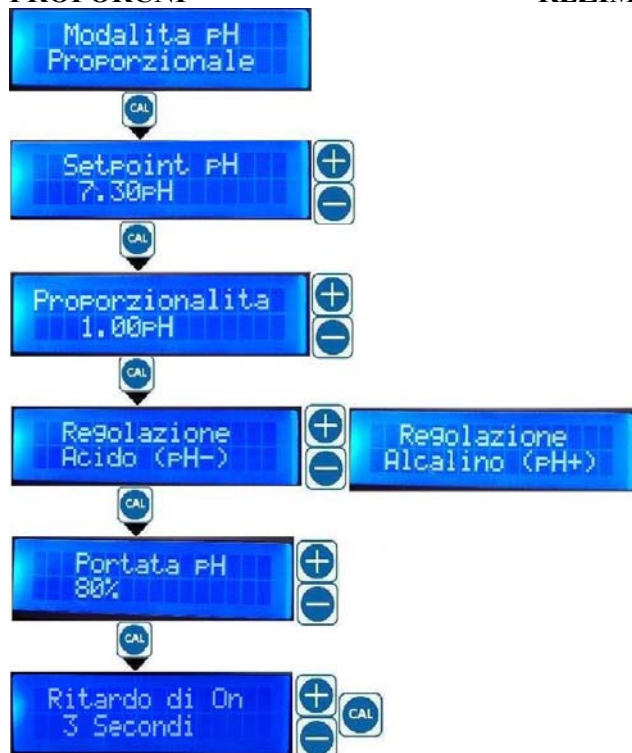 Modalita pH
Proporzionale
CAL
Setpoint pH
7.30pH
CAL
Proporzionalita
1.00pH
CAL
Regolazione
Acido (pH-)
Regolazione
Alcalino (pH+)
CAL
Portata pH
80%
CAL
Ritardo di On
3 Secondi
CAL